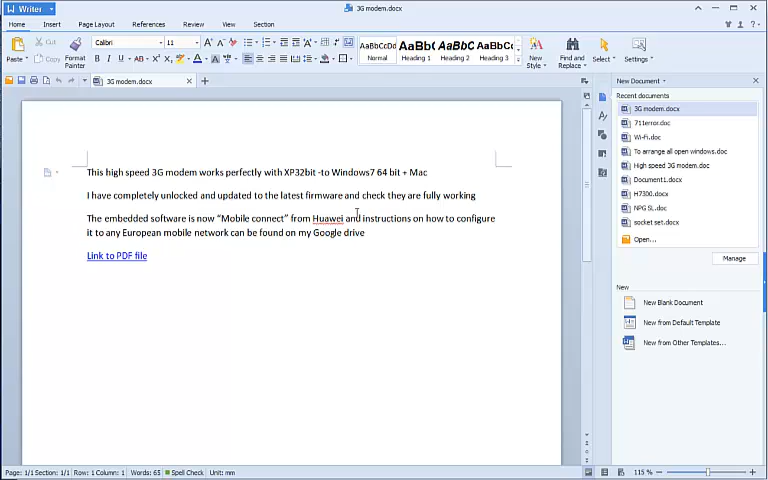 Writer
3G modem.docx
Home Insert Page Layout References Review View Section
Paste Cut Copy Format Painter
Calibri 11
AaBbCcDd AaBb( AaBbC AaBbC
Normal Heading 1 Heading 2 Heading 3
New Style Find and Replace Select Settings
3G modem.docx
This high speed 3G modem works perfectly with XP32bit -to Windows7 64 bit + Mac
I have completely unlocked and updated to the latest firmware and check they are fully working
The embedded software is now “Mobile connect” from Huawei and instructions on how to configure
it to any European mobile network can be found on my Google drive
Link to PDF file
New Document
Recent documents
3G modem.docx
711error.doc
Wi-Fi.doc
To arrange all open windows.doc
High speed 3G modem.doc
Document1.doc
H7300.doc
NPG SL.doc
socket set.doc
Open...
Manage
New
New Blank Document
New from Default Template
New from Other Templates...
Page: 1/1 Section: 1/1 Row: 1 Column: 1 Words: 65 Spell Check Unit: mm
115 %